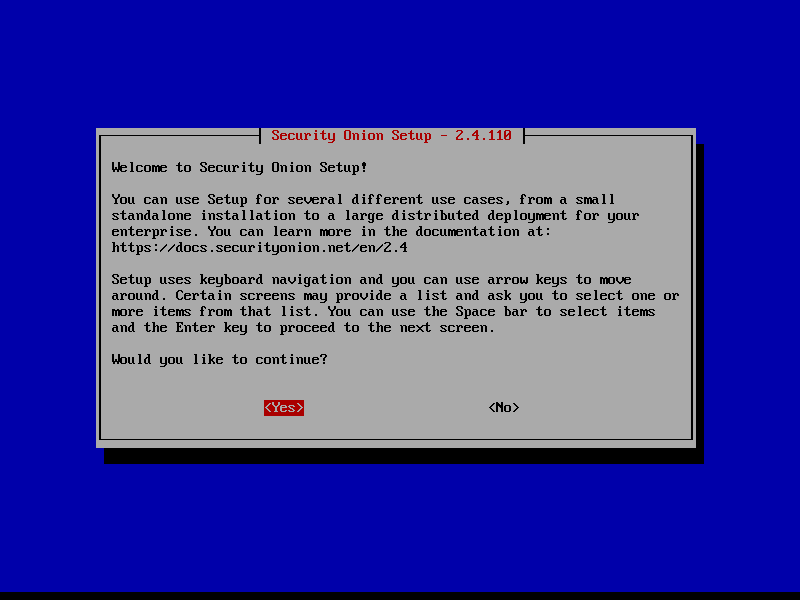 Security Onion Setup - 2.4.110
Welcome to Security Onion Setup!
You can use Setup for several different use cases, from a small
standalone installation to a large distributed deployment for your
enterprise. You can learn more in the documentation at:
https://docs.securityonion.net/en/2.4
Setup uses keyboard navigation and you can use arrow keys to move
around. Certain screens may provide a list and ask you to select one or
more items from that list. You can use the Space bar to select items
and the Enter key to proceed to the next screen.
Would you like to continue?
<Yes> <No>